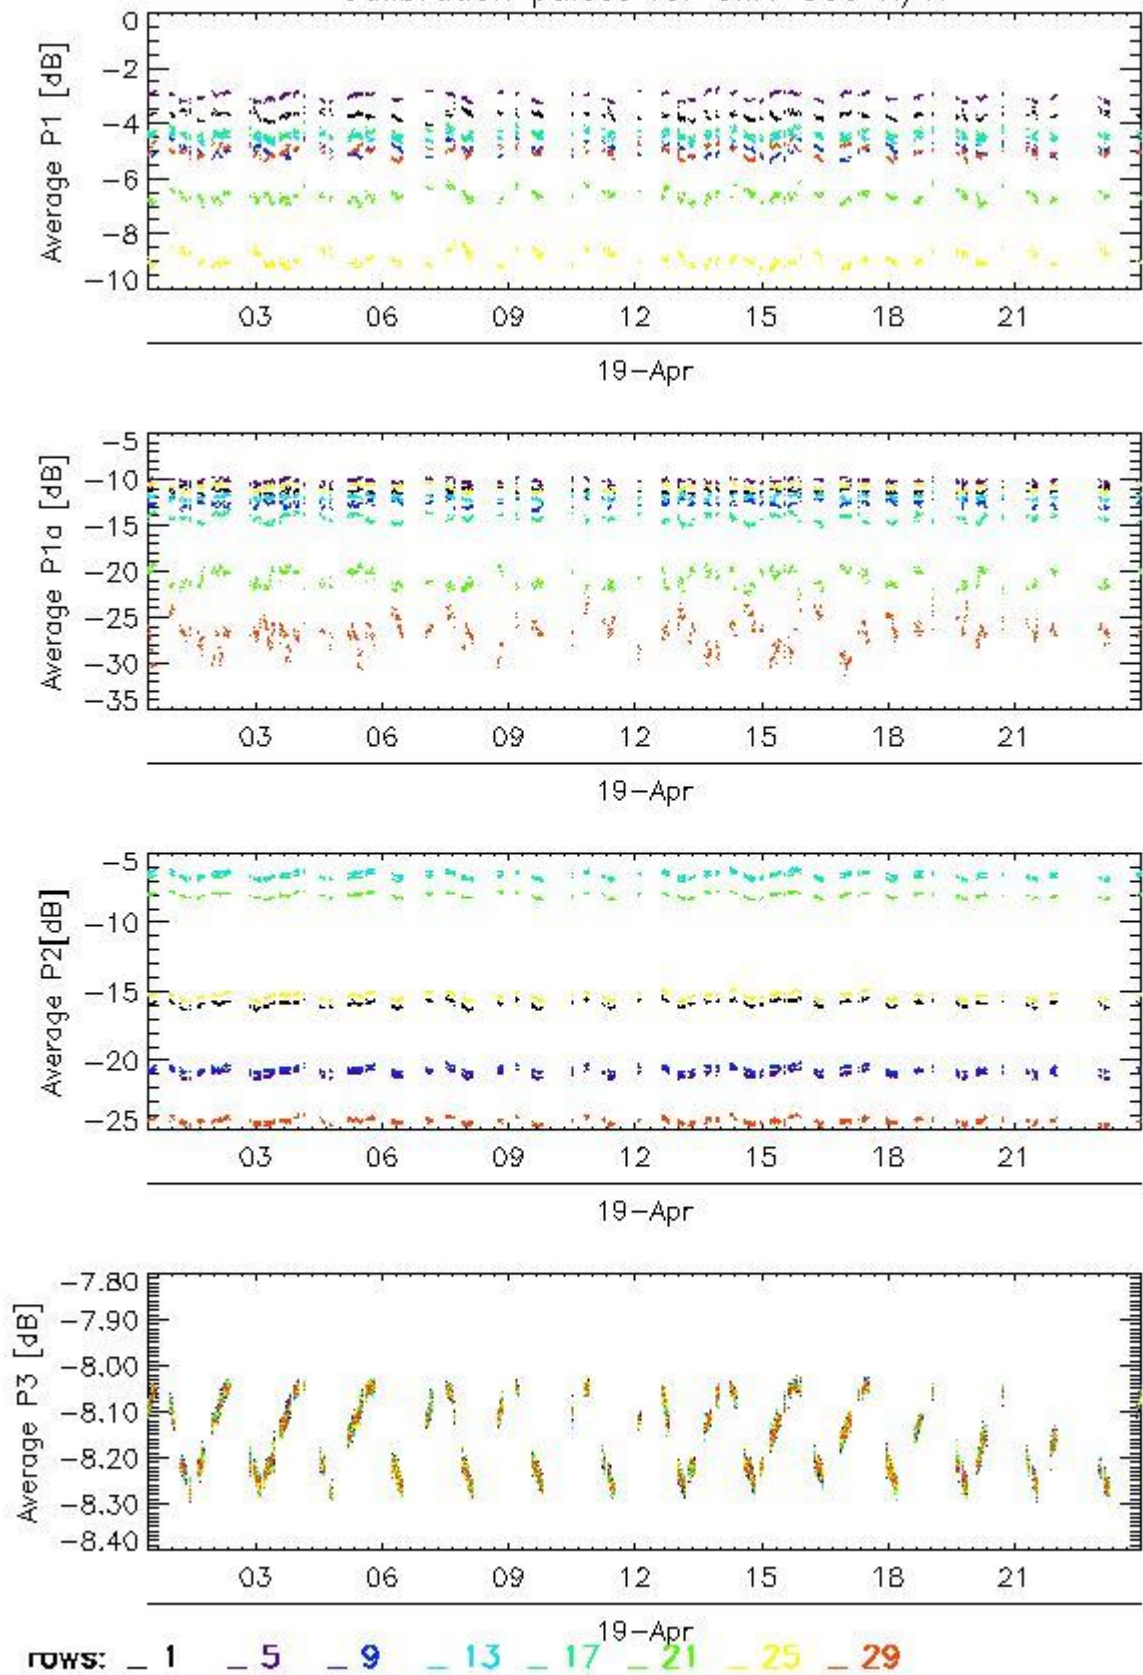 0
-2
-4
-6
-8
-10
Average P1 [dB]
03 06 09 12 15 18 21
19-Apr
-5
-10
-15
-20
-25
-30
-35
Average P1a [dB]
03 06 09 12 15 18 21
19-Apr
-5
-10
-15
-20
-25
Average P2[dB]
03 06 09 12 15 18 21
19-Apr
-7.80
-7.90
-8.00
-8.10
-8.20
-8.30
-8.40
Average P3 [dB]
03 06 09 12 15 18 21
19-Apr
rows: _ 1 _ 5 _ 9 _ 13 _ 17 _ 21 _ 25 _ 29